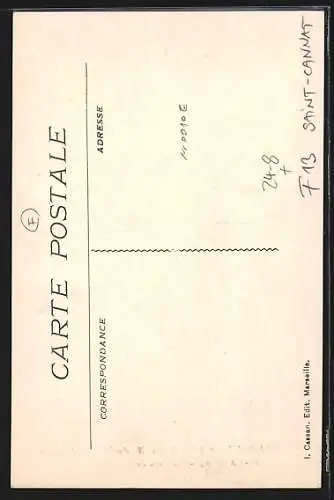 CARTE POSTALE
F
CORRESPONDANCE
ADRESSE
24-8
+
F13 SAINT-CANNAT
I. Cassan. Edit. Marseille.